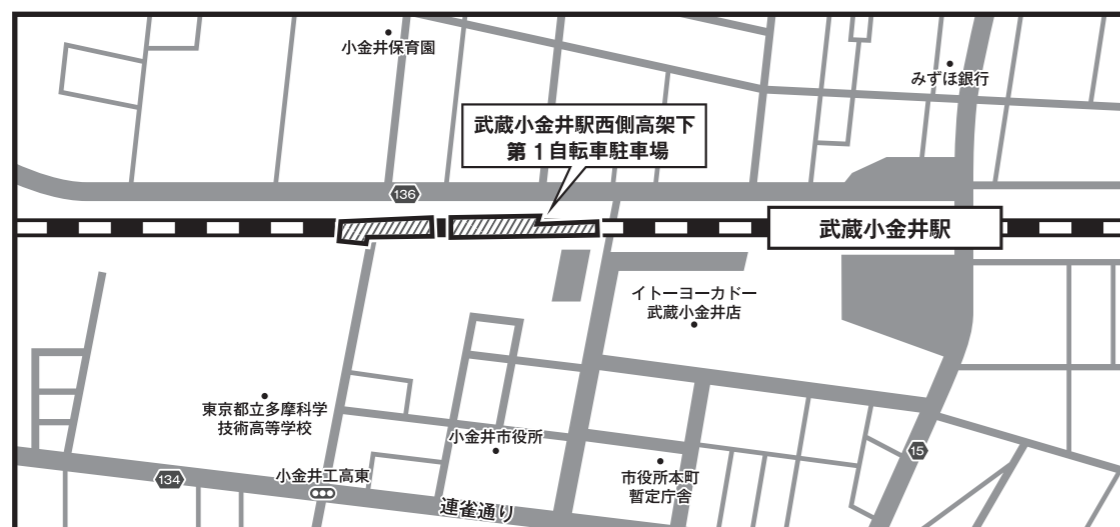 小金井保育園
みずほ銀行
武蔵小金井駅西側高架下
第1自転車駐車場
136
武蔵小金井駅
イトーヨーカドー
武蔵小金井店
東京都立多摩科学
技術高等学校
小金井市役所
15
134
小金井工高東
市役所本町
暫定庁舎
連雀通り